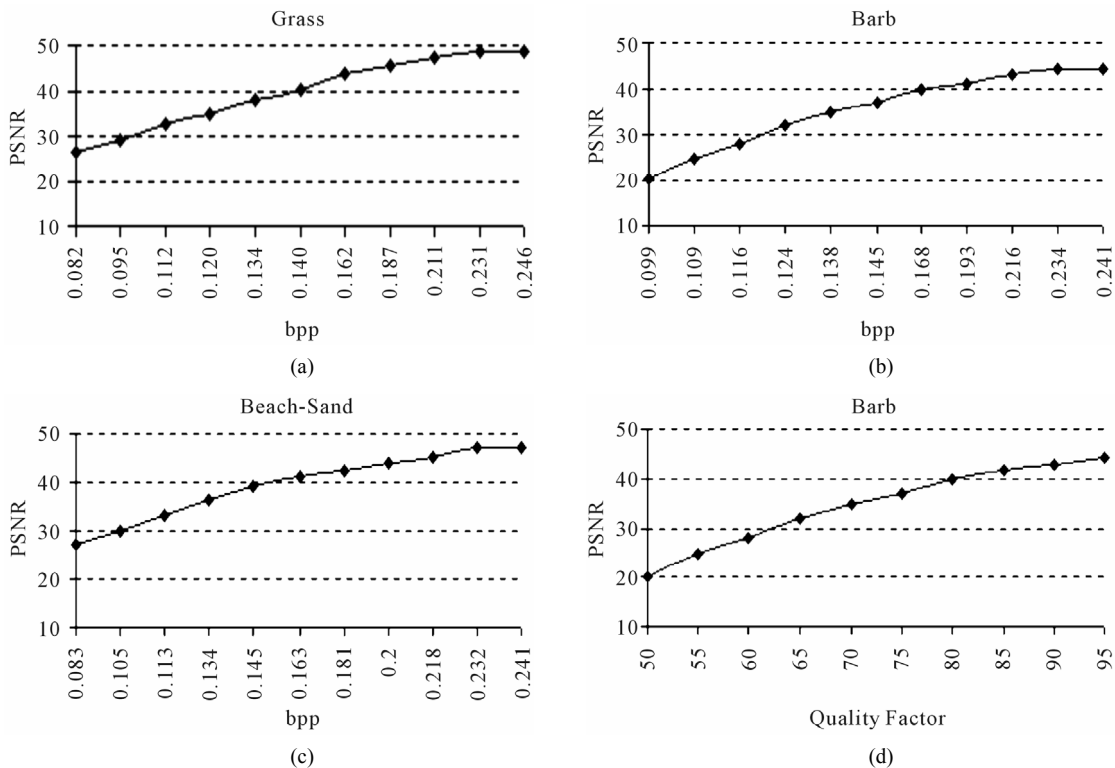 Grass
50
40
30
20
10
PSNR
0.082 0.095 0.112 0.120 0.134 0.140 0.162 0.187 0.211 0.231 0.246
bpp
(a)
Barb
50
40
30
20
10
PSNR
0.099 0.109 0.116 0.124 0.138 0.145 0.168 0.193 0.216 0.234 0.241
bpp
(b)
Beach-Sand
50
40
30
20
10
PSNR
0.083 0.105 0.113 0.134 0.145 0.163 0.181 0.2 0.218 0.232 0.241
bpp
(c)
Barb
50
40
30
20
10
PSNR
50 55 60 65 70 75 80 85 90 95
Quality Factor
(d)